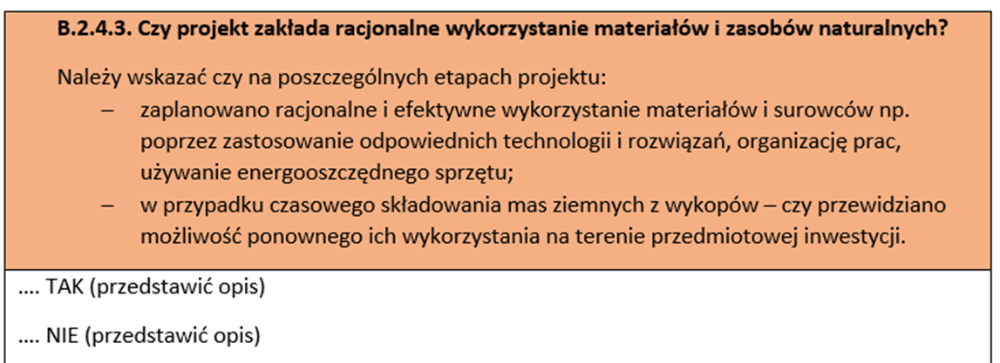 B.2.4.3. Czy projekt zakłada racjonalne wykorzystanie materiałów i zasobów naturalnych?
Należy wskazać czy na poszczególnych etapach projektu:
– zaplanowano racjonalne i efektywne wykorzystanie materiałów i surowców np.
poprzez zastosowanie odpowiednich technologii i rozwiązań, organizację prac,
używanie energooszczędnego sprzętu;
– w przypadku czasowego składowania mas ziemnych z wykopów – czy przewidziano
możliwość ponownego ich wykorzystania na terenie przedmiotowej inwestycji.
.... TAK (przedstawić opis)
.... NIE (przedstawić opis)